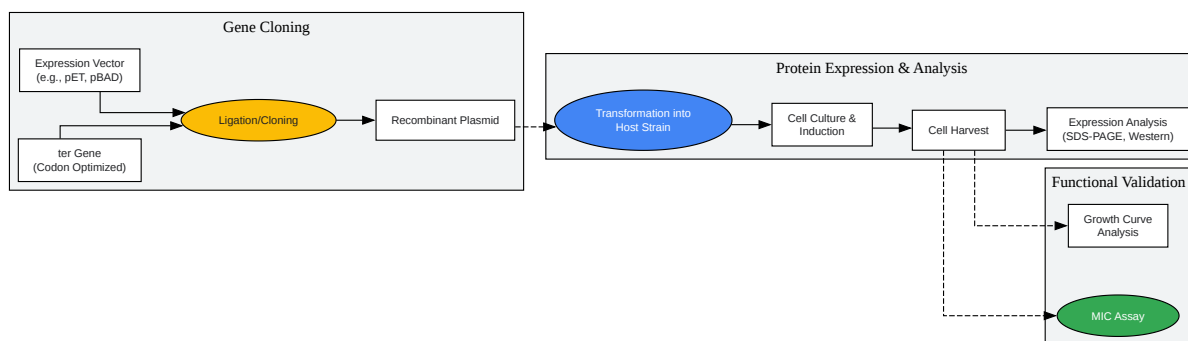 Gene Cloning
Expression Vector
(e.g., pET, pBAD)
ter Gene
(Codon Optimized)
Ligation/Cloning
Recombinant Plasmid
Protein Expression & Analysis
Transformation into
Host Strain
Cell Culture &
Induction
Cell Harvest
Expression Analysis
(SDS-PAGE, Western)
Functional Validation
Growth Curve
Analysis
MIC Assay